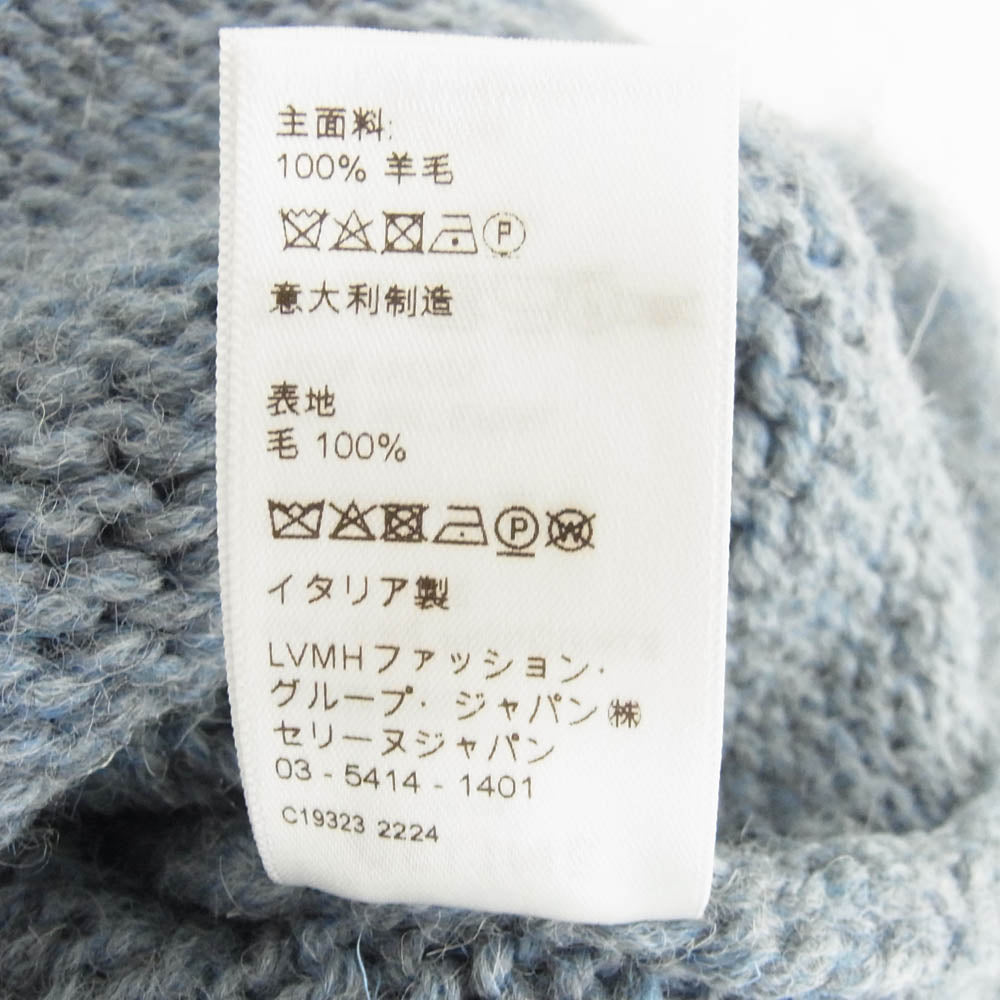 主面料:
100% 羊毛
P
意大利制造
表地
毛 100%
P W
イタリア製
LVMHファッション・
グループ・ジャパン㈱
セリーヌジャパン
03 - 5414 - 1401
C19323 2224